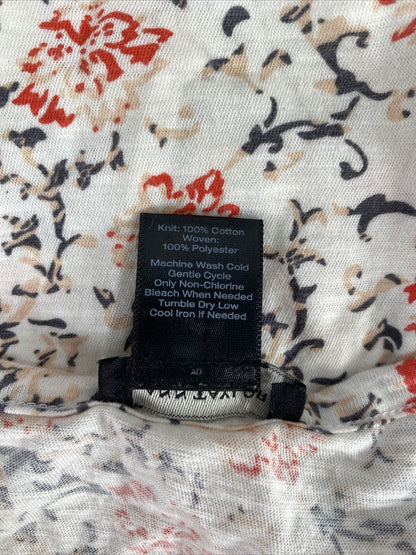 Knit: 100% Cotton
Woven:
100% Polyester
Machine Wash Cold
Gentle Cycle
Only Non-Chlorine
Bleach When Needed
Tumble Dry Low
Cool Iron if Needed
AD